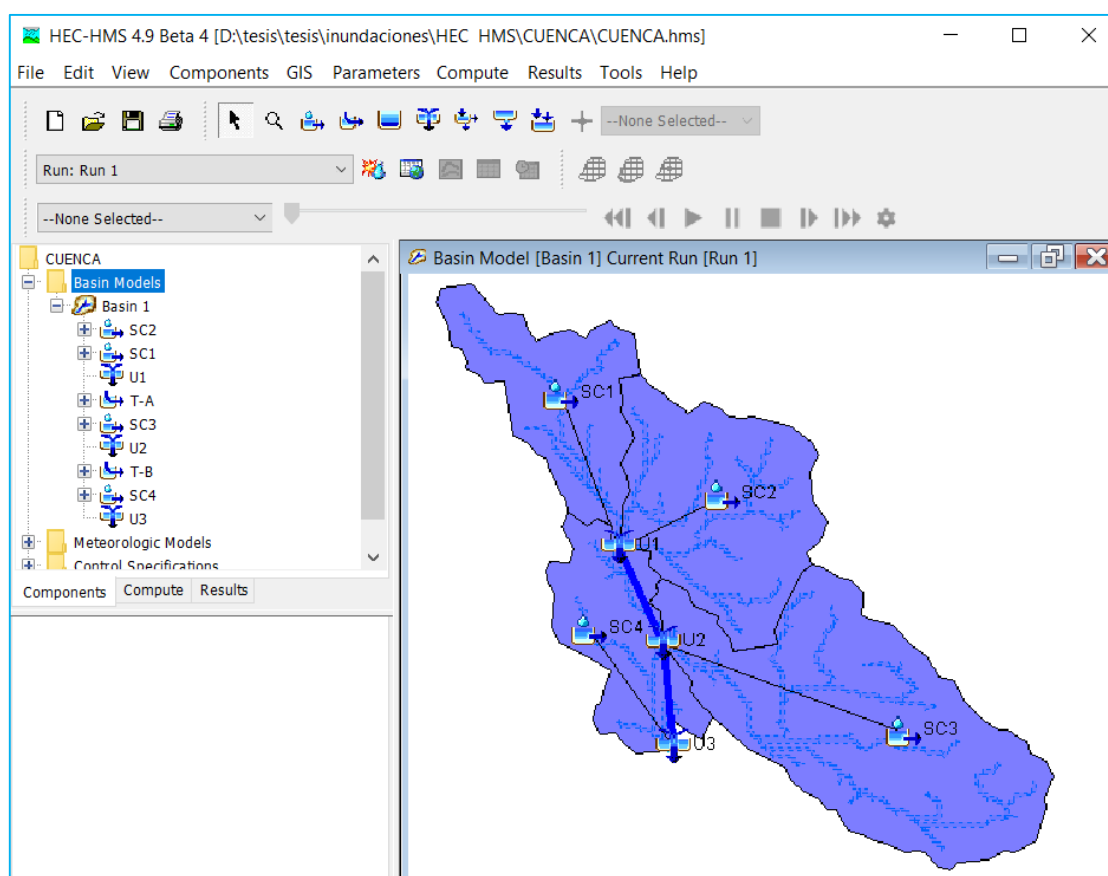 HEC-HMS 4.9 Beta 4 [D:\tesis\tesis\inundaciones\HEC HMS\CUENCA\CUENCA.hms]
File Edit View Components GIS Parameters Compute Results Tools Help
--None Selected--
Run: Run 1
--None Selected--
CUENCA
Basin Models
Basin 1
SC2
SC1
U1
T-A
SC3
U2
T-B
SC4
U3
Meteorologic Models
Control Specifications
Components Compute Results
Basin Model [Basin 1] Current Run [Run 1]
SC1
SC2
U1
SC4
U2
SC3
U3